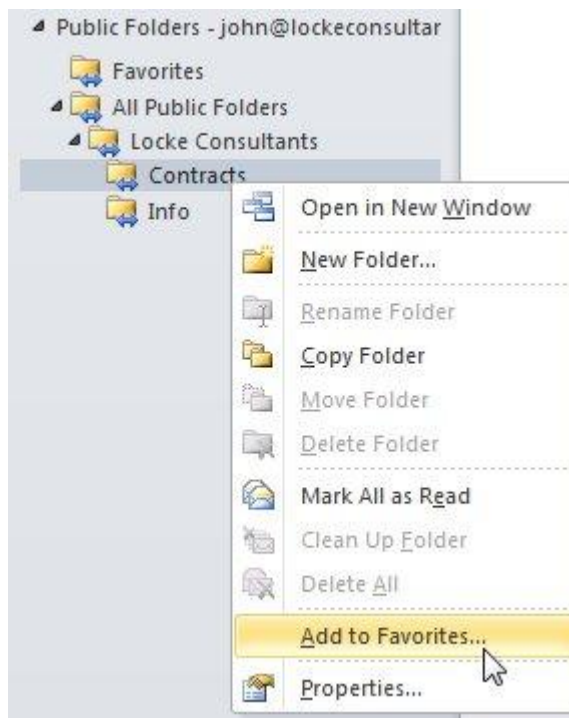 Public Folders - john@lockeconsultar
Favorites
All Public Folders
Locke Consultants
Contracts
Info
Open in New Window
New Folder...
Rename Folder
Copy Folder
Move Folder
Delete Folder
Mark All as Read
Clean Up Folder
Delete All
Add to Favorites...
Properties...